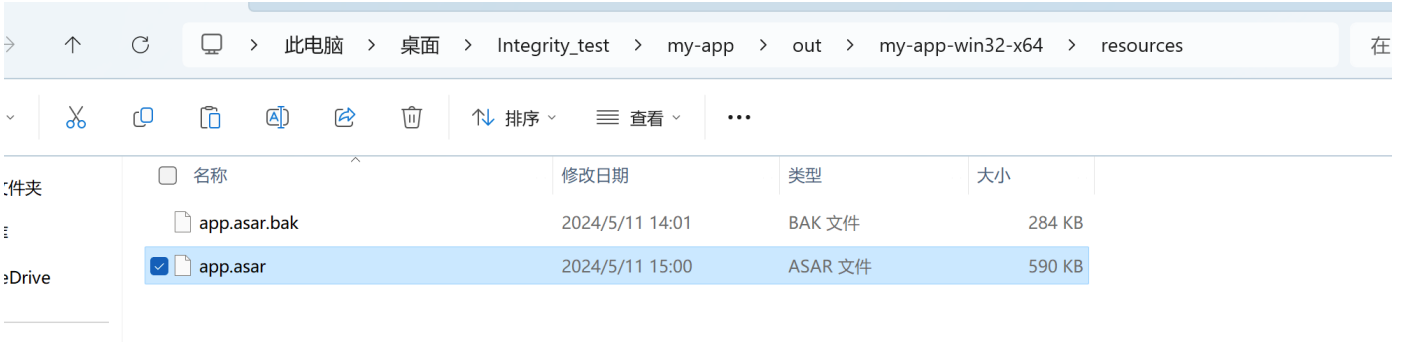 此电脑 > 桌面 > Integrity_test > my-app > out > my-app-win32-x64 > resources 在
排序 查看
名称 修改日期 类型 大小
件夹
app.asar.bak 2024/5/11 14:01 BAK 文件 284 KB
app.asar 2024/5/11 15:00 ASAR 文件 590 KB
eDrive